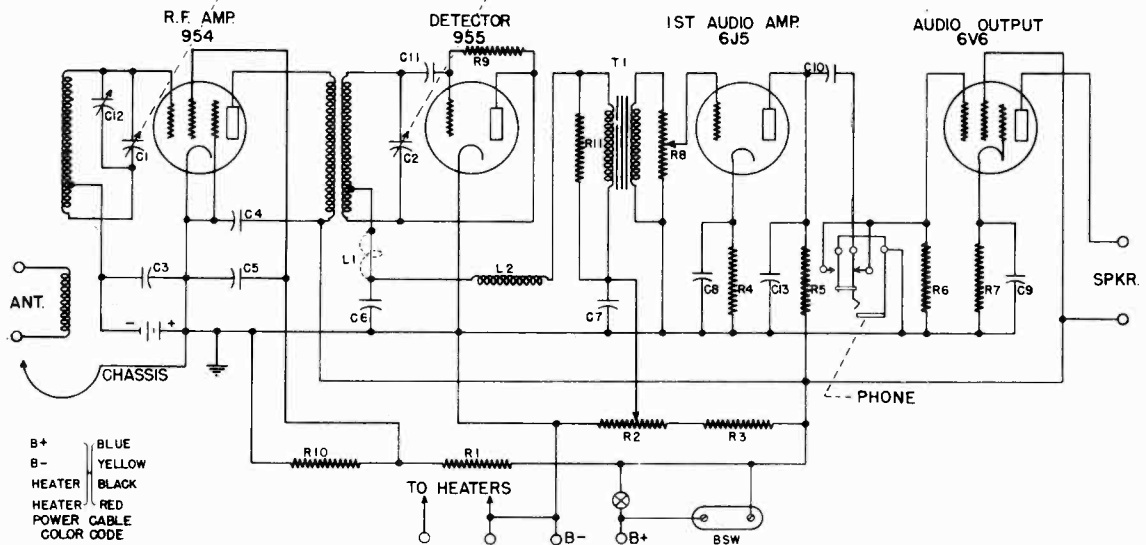 R.F. AMP.
954
DETECTOR
955
1ST AUDIO AMP.
6J5
AUDIO OUTPUT
6V6
C11
R9
T1
C10
C12
C1
C2
R11
R8
C4
L1
L2
C3
C5
C6
C7
C8
R4
C13
R5
R6
R7
C9
ANT.
SPKR.
- +
CHASSIS
PHONE
R2
R3
R10
R1
B+ BLUE
B- YELLOW
HEATER BLACK
HEATER RED
POWER CABLE
COLOR CODE
TO HEATERS
B-
B+
BSW